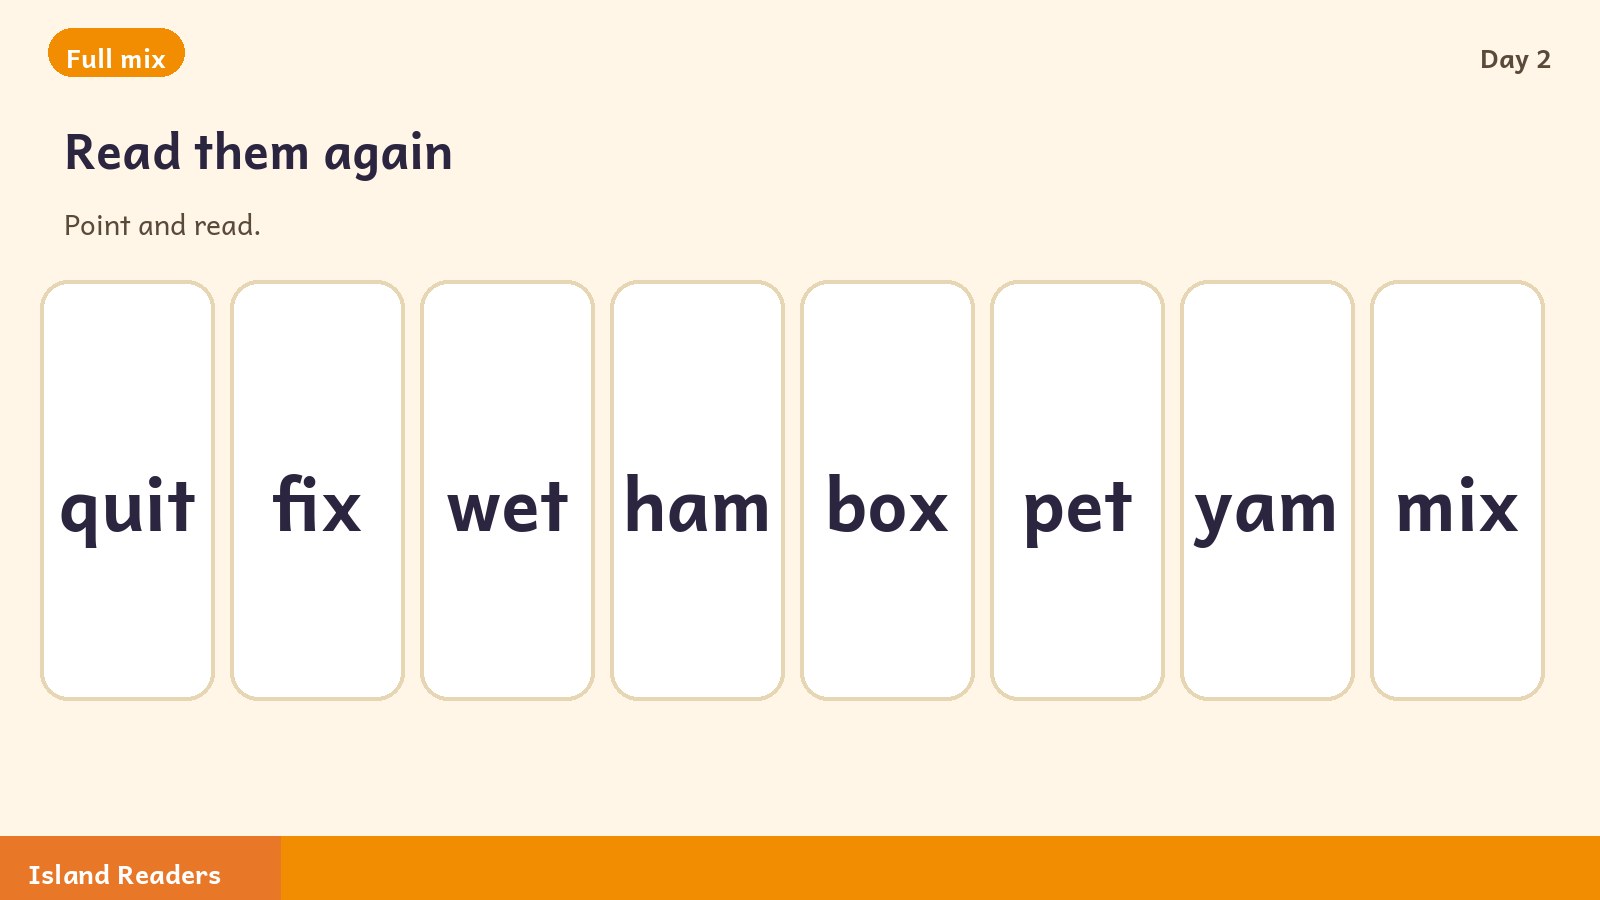 Full mix
Day 2
Read them again
Point and read.
quit fix wet ham box pet yam mix
Island Readers